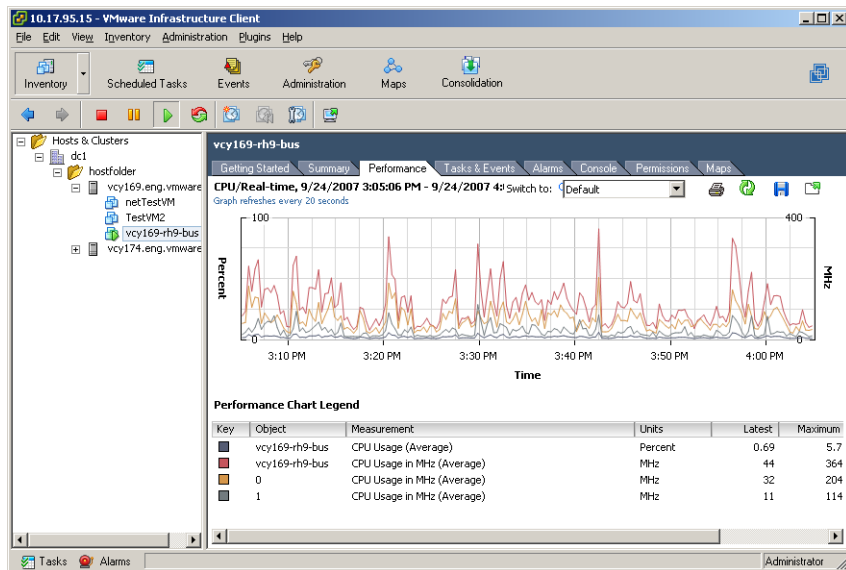 10.17.95.15 - VMware Infrastructure Client
File Edit View Inventory Administration Plugins Help
Inventory Scheduled Tasks Events Administration Maps Consolidation
Hosts & Clusters
dc1
hostfolder
vcy169.eng.vmware
netTestVM
TestVM2
vcy169-rh9-bus
vcy174.eng.vmware
vcy169-rh9-bus
Getting Started Summary Performance Tasks & Events Alarms Console Permissions Maps
CPU/Real-time, 9/24/2007 3:05:06 PM - 9/24/2007 4: Switch to: Default
Graph refreshes every 20 seconds
100 400
Percent
MHz
0 0
3:10 PM 3:20 PM 3:30 PM 3:40 PM 3:50 PM 4:00 PM
Time
Performance Chart Legend
Key Object Measurement Units Latest Maximum
vcy169-rh9-bus CPU Usage (Average) Percent 0.69 5.7
vcy169-rh9-bus CPU Usage in MHz (Average) MHz 44 364
0 CPU Usage in MHz (Average) MHz 32 204
1 CPU Usage in MHz (Average) MHz 11 114
Tasks Alarms Administrator